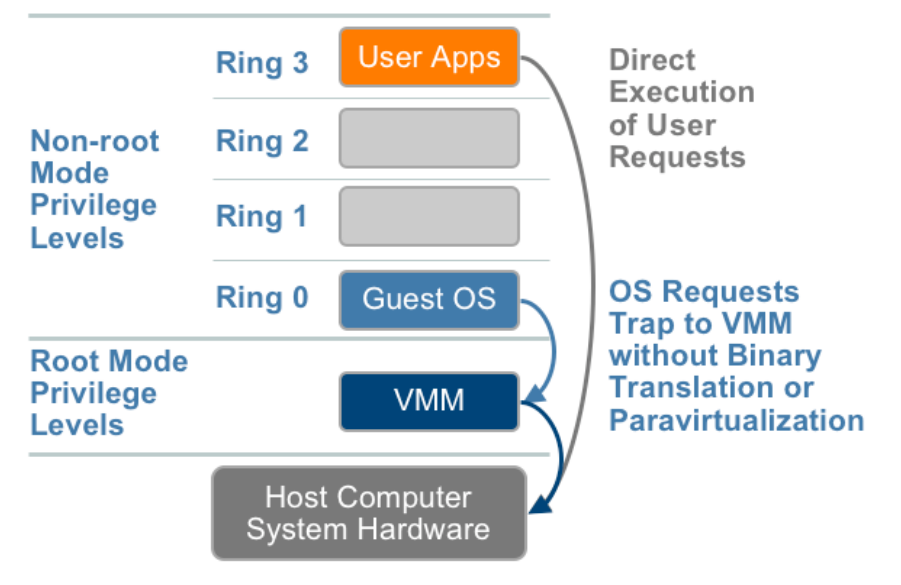 Ring 3
User Apps
Direct
Execution
of User
Requests
Non-root
Mode
Privilege
Levels
Ring 2
Ring 1
Ring 0
Guest OS
OS Requests
Trap to VMM
without Binary
Translation or
Paravirtualization
Root Mode
Privilege
Levels
VMM
Host Computer
System Hardware